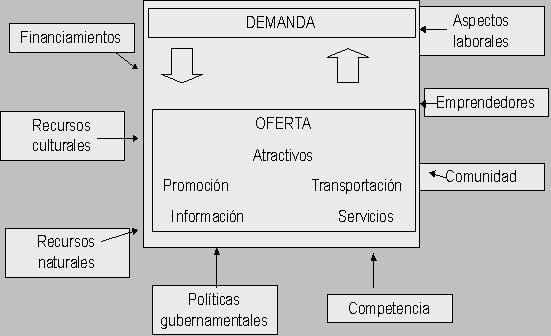 DEMANDA
Aspectos
laborales
Financiamientos
Emprendedores
OFERTA
Recursos
culturales
Atractivos
Comunidad
Promoción
Transportación
Información
Servicios
Recursos
naturales
Políticas
gubernamentales
Competencia